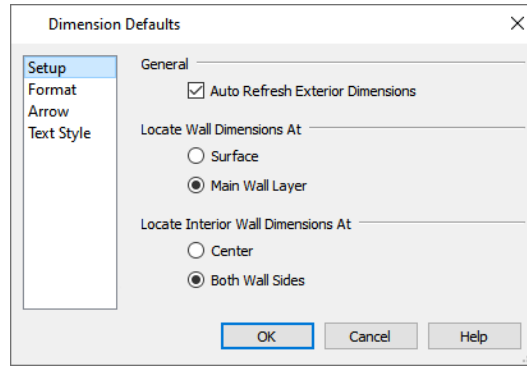 Dimension Defaults
Setup
Format
Arrow
Text Style
General
Auto Refresh Exterior Dimensions
Locate Wall Dimensions At
Surface
Main Wall Layer
Locate Interior Wall Dimensions At
Center
Both Wall Sides
OK Cancel Help